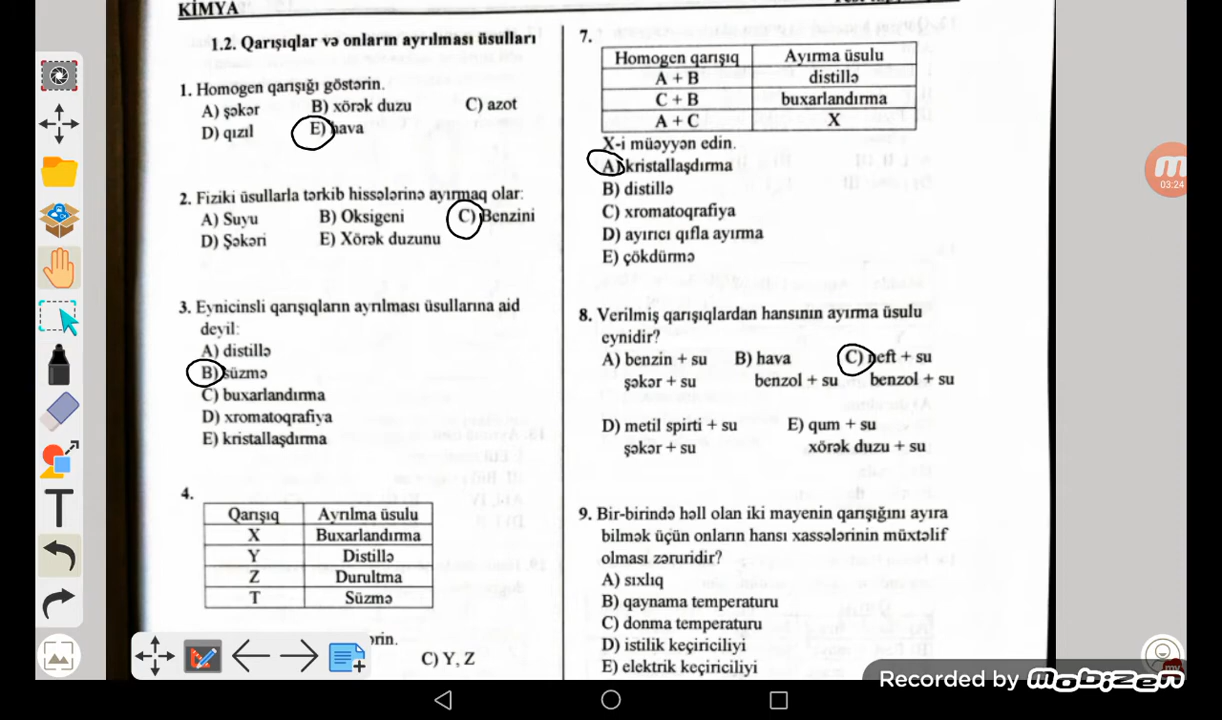 KİMYA
1.2. Qarışıqlar və onların ayrılması üsulları
1. Homogen qarışığı göstərin.
A) şəkər B) xörək duzu C) azot
D) qızıl E) hava
2. Fiziki üsullarla tərkib hissələrinə ayırmaq olar:
A) Suyu B) Oksigeni C) Benzini
D) Şəkəri E) Xörək duzunu
3. Eynicinsli qarışıqların ayrılması üsullarına aid
deyil:
A) distillə
B) süzmə
C) buxarlandırma
D) xromatoqrafiya
E) kristallaşdırma
4.
Qarışıq Ayrılma üsulu
X Buxarlandırma
Y Distillə
Z Durultma
T Süzmə
C) Y, Z
7.
Homogen qarışıq Ayırma üsulu
A + B distillə
C + B buxarlandırma
A + C X
X-i müəyyən edin.
A) kristallaşdırma
B) distillə
C) xromatoqrafiya
D) ayırıcı qıfla ayırma
E) çökdürmə
8. Verilmiş qarışıqlardan hansının ayırma üsulu
eynidir?
A) benzin + su B) hava C) neft + su
şəkər + su benzol + su benzol + su
D) metil spirti + su E) qum + su
şəkər + su xörək duzu + su
9. Bir-birində həll olan iki mayenin qarışığını ayıra
bilmək üçün onların hansı xassələrinin müxtəlif
olması zəruridir?
A) sıxlıq
B) qaynama temperaturu
C) donma temperaturu
D) istilik keçiriciliyi
E) elektrik keçiriciliyi
T
M
03:24
Recorded by mobizen